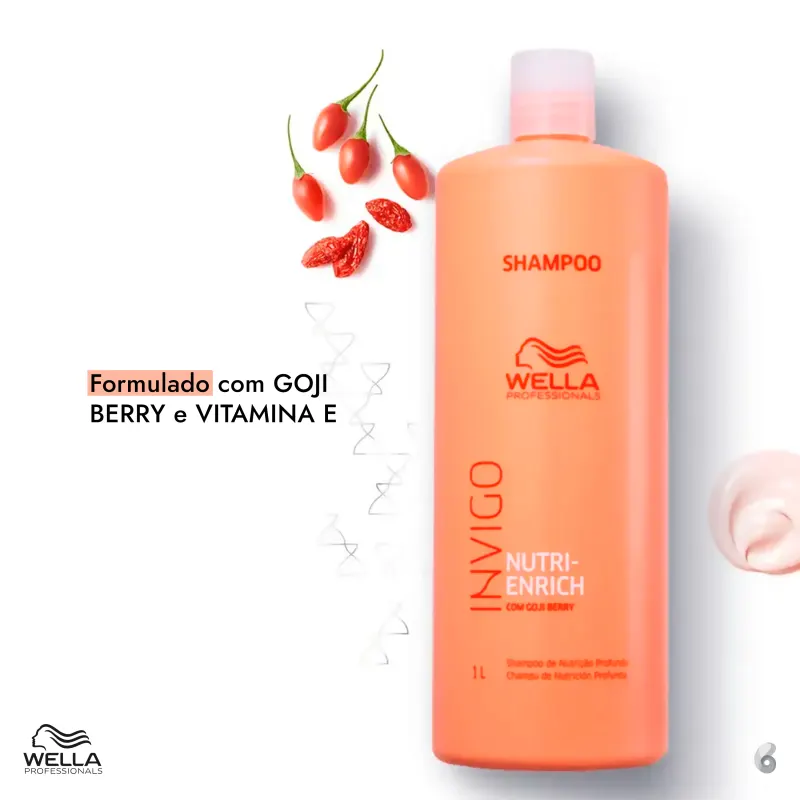 SHAMPOO
WELLA
PROFESSIONALS
Formulado com GOJI
BERRY e VITAMINA E
INVIGO
NUTRI-
ENRICH
COM GOJI BERRY
1 L
Shampoo de Nutrição Profunda
Champú de Nutrición Profunda
WELLA
PROFESSIONALS